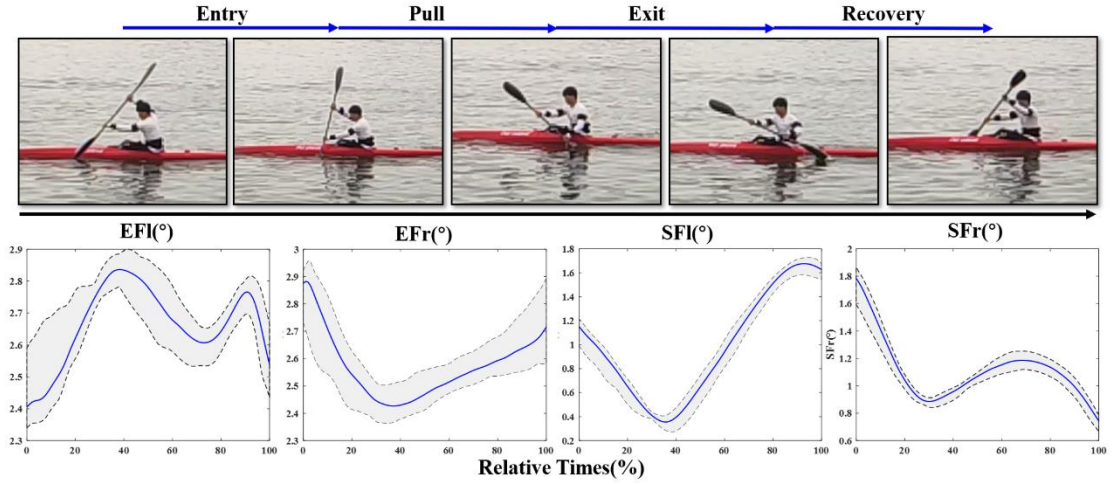 Entry Pull Exit Recovery
EFl(°) EFr(°) SFl(°) SFr(°)
2.9 3 1.8 2
2.8 2.9 1.6 1.8
2.7 2.8 1.4 1.6
2.6 2.7 1.2 1.4
2.5 2.6 1 1.2
2.4 2.5 0.8 1
2.3 2.4 0.6 0.8
2.3 0.4 0.6
0.2
SFr(°)
0 20 40 60 80 100 0 20 40 60 80 100 0 20 40 60 80 100 0 20 40 60 80 100
Relative Times(%)